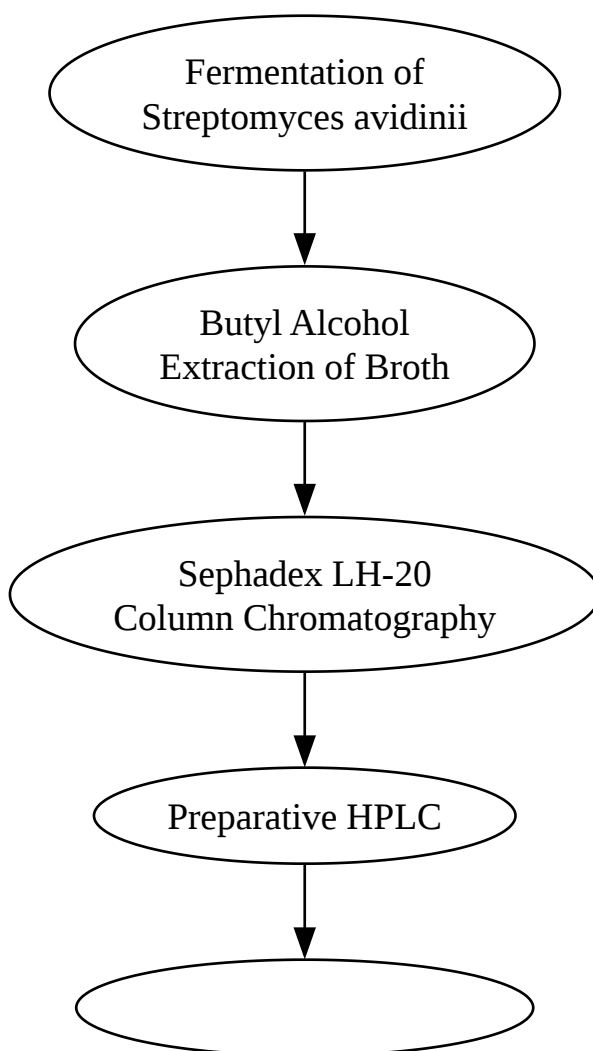 Fermentation of
Streptomyces avidinii
Butyl Alcohol
Extraction of Broth
Sephadex LH-20
Column Chromatography
Preparative HPLC